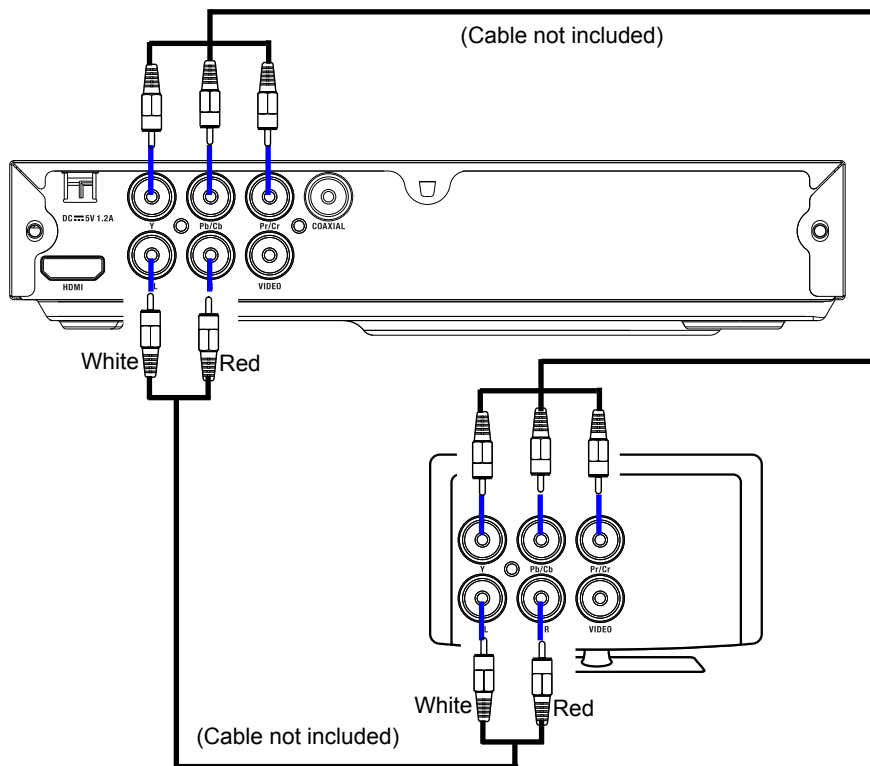 (Cable not included)
DC⎓5V 1.2A
Y
Pb/Cb
Pr/Cr
COAXIAL
HDMI
L
VIDEO
White
Red
Y
Pb/Cb
Pr/Cr
L
R
VIDEO
White
Red
(Cable not included)